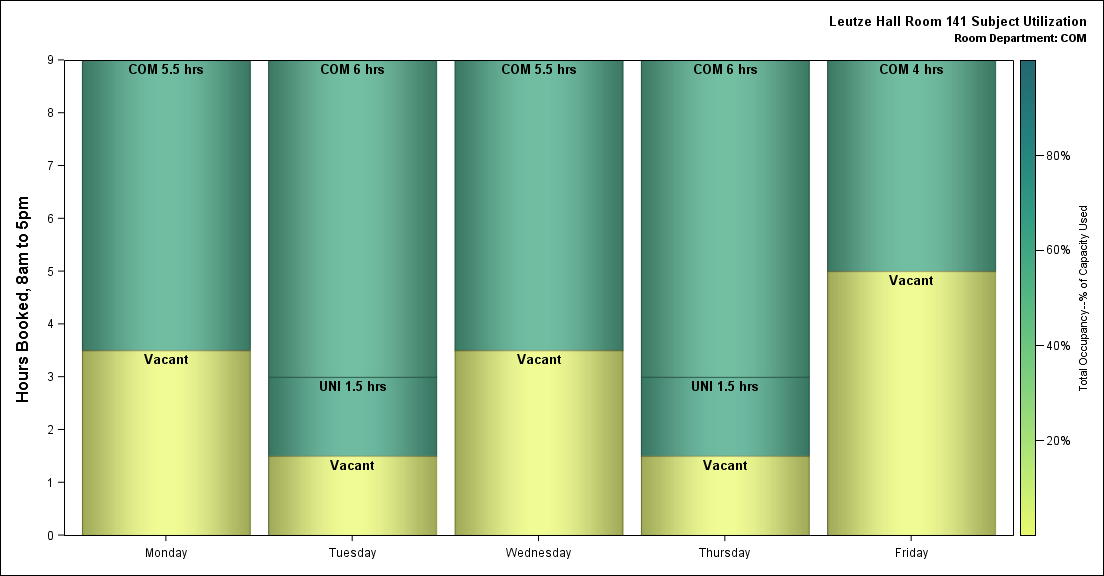 Leutze Hall Room 141 Subject Utilization
Room Department: COM
Hours Booked, 8am to 5pm
9
8
7
6
5
4
3
2
1
0
COM 5.5 hrs
Vacant
COM 6 hrs
UNI 1.5 hrs
Vacant
COM 5.5 hrs
Vacant
COM 6 hrs
UNI 1.5 hrs
Vacant
COM 4 hrs
Vacant
Monday
Tuesday
Wednesday
Thursday
Friday
80%
60%
40%
20%
Total Occupancy--% of Capacity Used